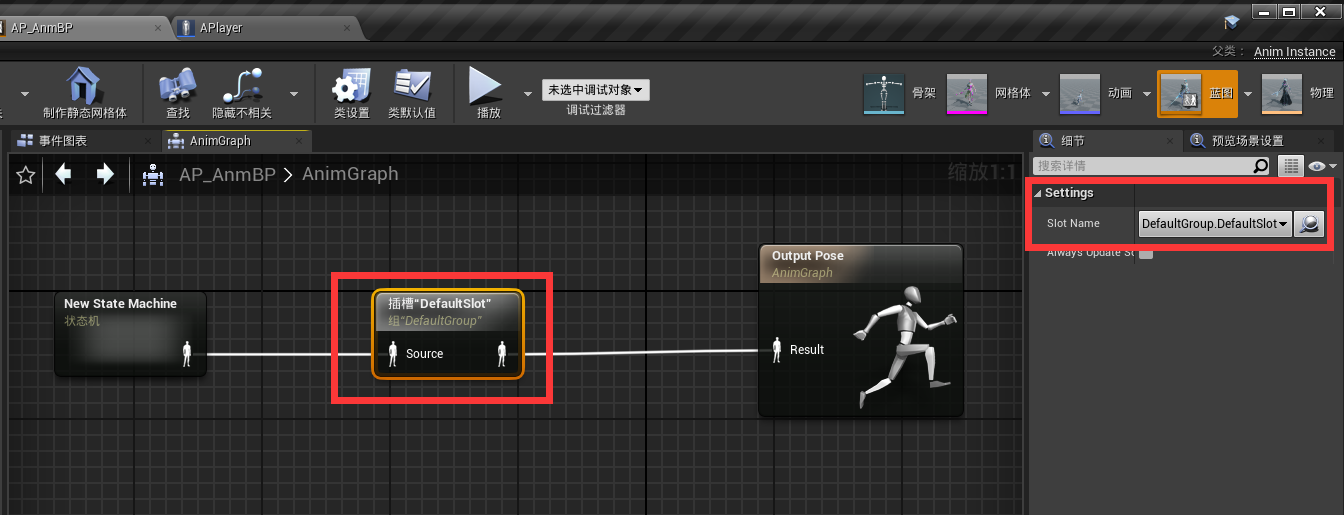 AP_AnmBP
APlayer
父类：
Anim Instance
制作静态网格体
查找
隐藏不相关
类设置
类默认值
播放
未选中调试对象
调试过滤器
骨架
网格体
动画
蓝图
物理
事件图表
AnimGraph
细节
预览场景设置
AP_AnmBP > AnimGraph
缩放1:1
搜索详情
Settings
Slot Name
DefaultGroup.DefaultSlot
Always Update
New State Machine
状态机
插槽“DefaultSlot”
组“DefaultGroup”
Source
Output Pose
AnimGraph
Result